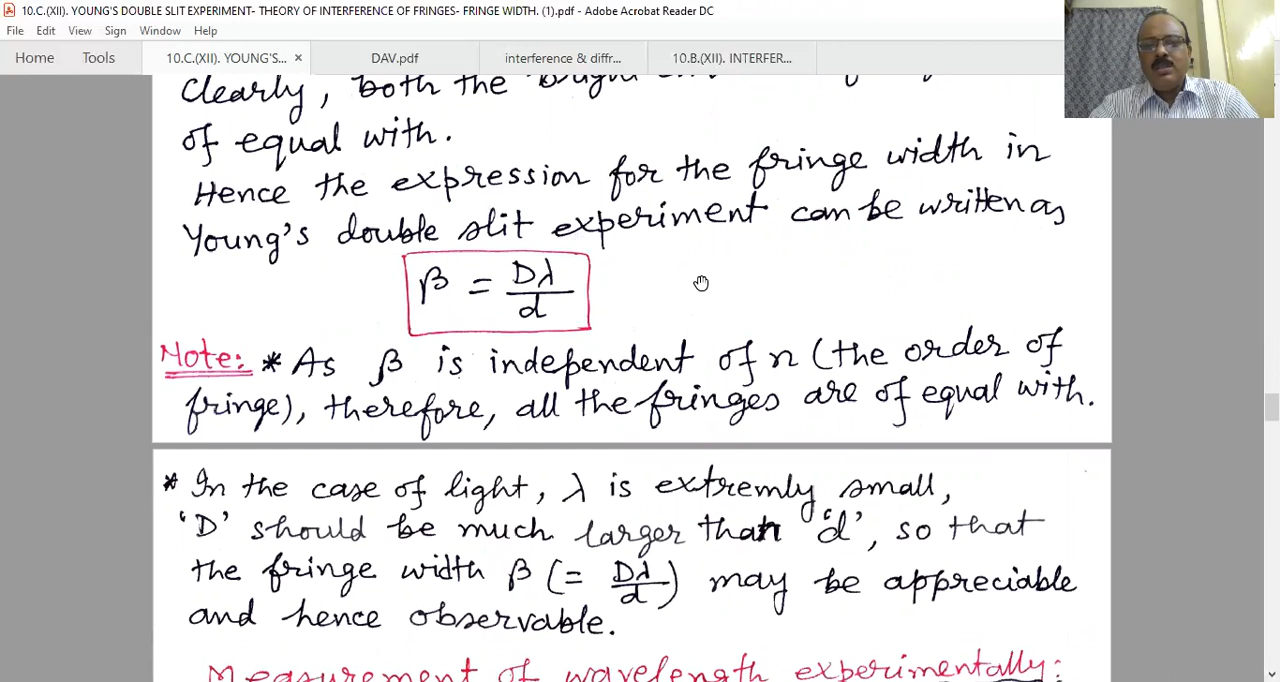 10.C.(XII). YOUNG'S DOUBLE SLIT EXPERIMENT- THEORY OF INTERFERENCE OF FRINGES- FRINGE WIDTH. (1).pdf - Adobe Acrobat Reader DC
File Edit View Sign Window Help
Home Tools 10.C.(XII). YOUNG'S... × DAV.pdf interference & diffr... 10.B.(XII). INTERFER...
Clearly, both the bright
of equal with.
Hence the expression for the fringe width in
Young's double slit experiment can be written as
β = Dλ/d
Note: * As β is independent of n (the order of
fringe), therefore, all the fringes are of equal with.
* In the case of light, λ is extremly small,
'D' should be much larger than 'd', so that
the fringe width β (= Dλ/d) may be appreciable
and hence observable.
Measurement of wavelength experimentally: